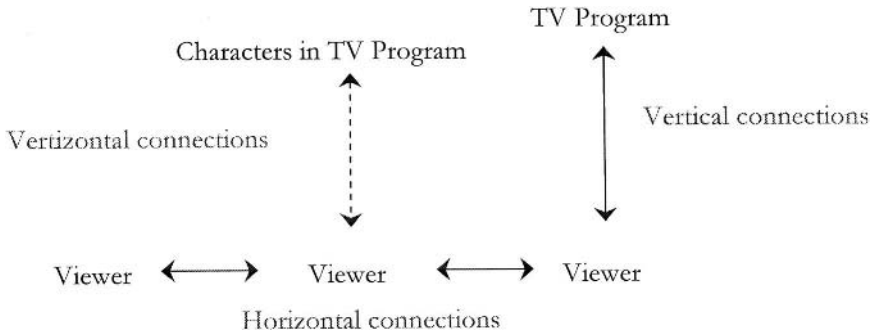 TV Program
Characters in TV Program
Vertical connections
Vertizontal connections
Viewer Viewer Viewer
Horizontal connections